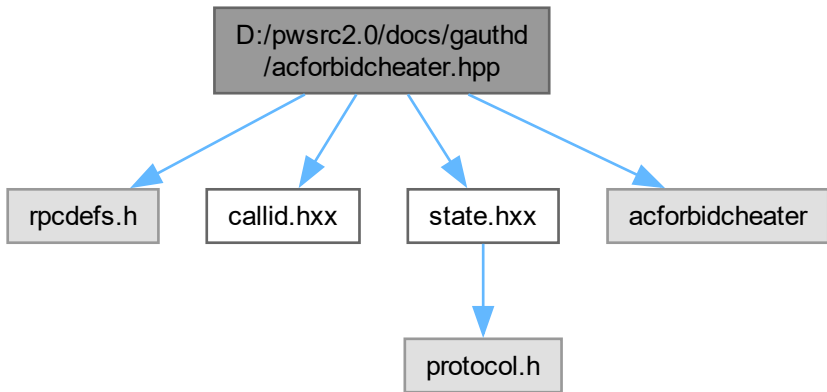 D:/pwsrc2.0/docs/gauthd
/acforbidcheater.hpp
rpcdefs.h
callid.hxx
state.hxx
acforbidcheater
protocol.h